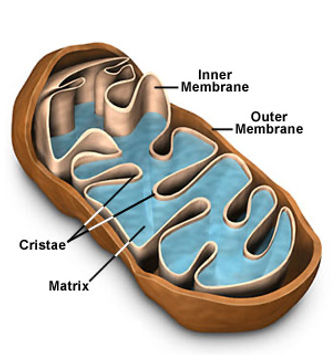 Inner
Membrane
Outer
Membrane
Cristae
Matrix